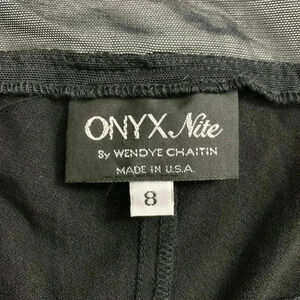 ONYX Nite
By WENDYE CHAITIN
MADE IN U.S.A.
8